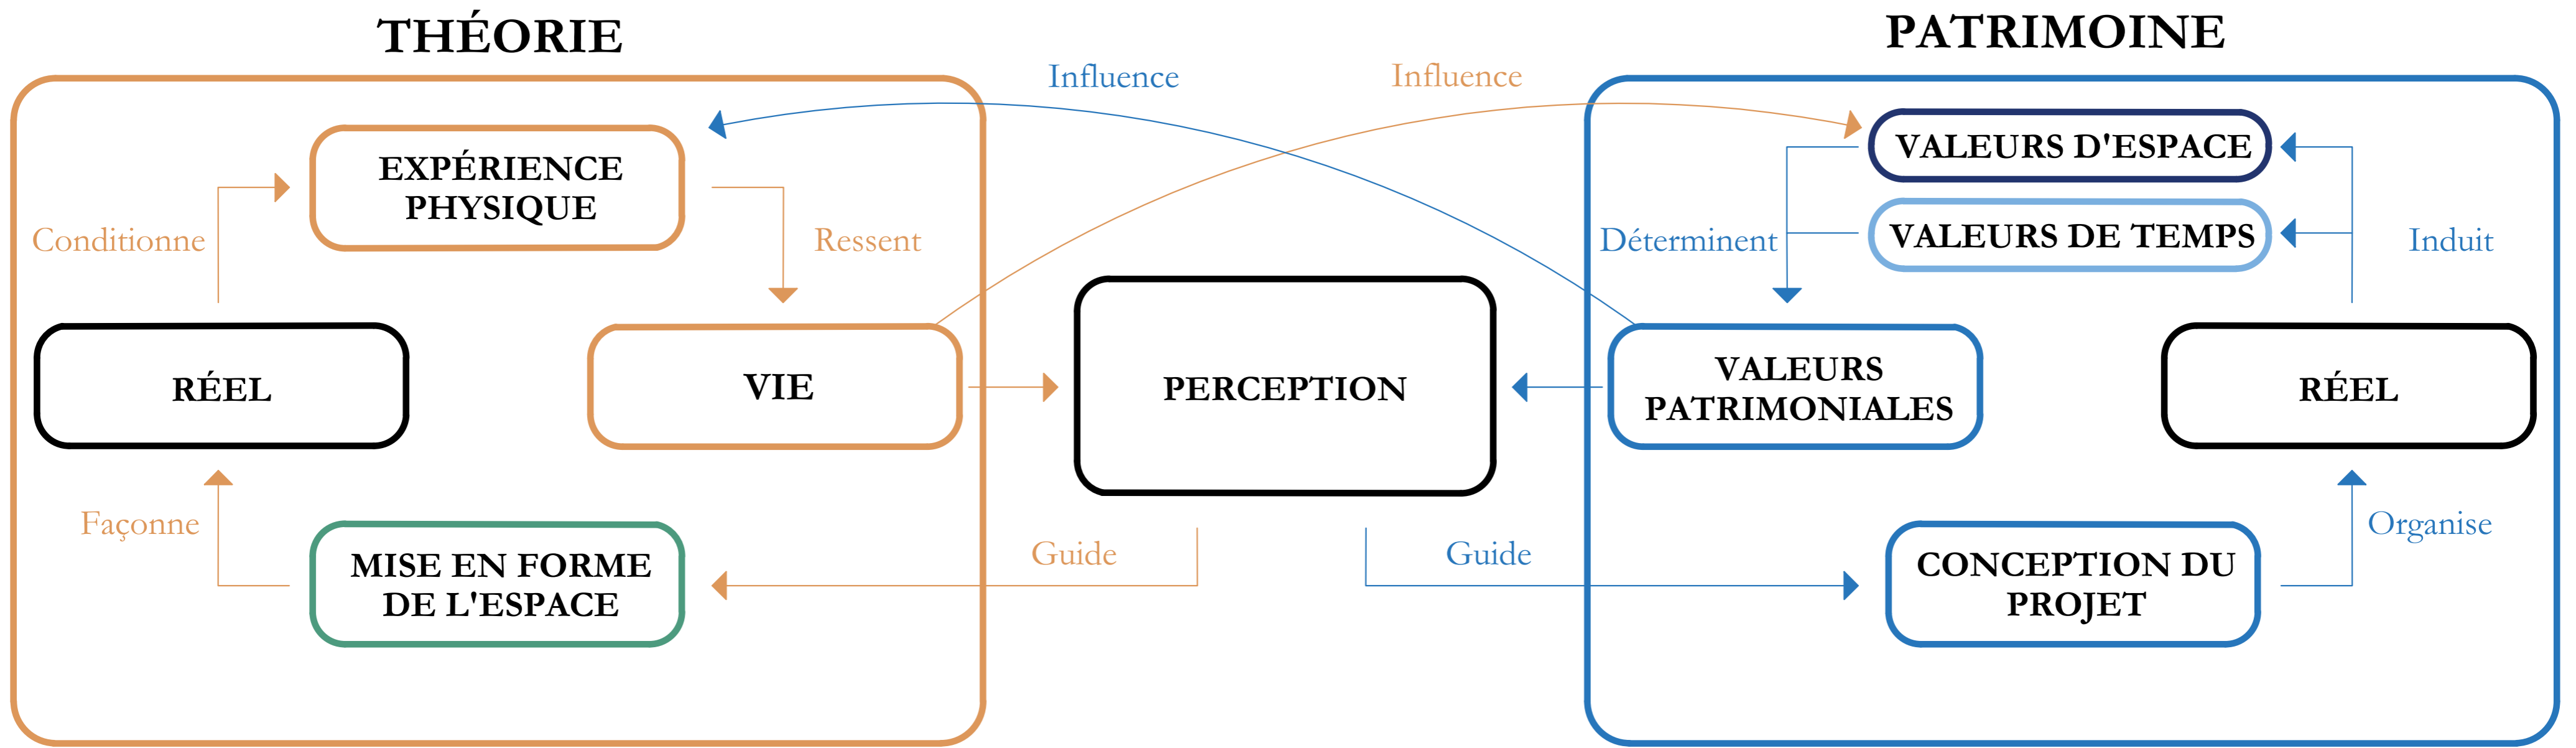 THÉORIE
PATRIMOINE
Influence
Influence
EXPÉRIENCE
PHYSIQUE
VALEURS D'ESPACE
VALEURS DE TEMPS
Conditionne
Ressent
Déterminent
Induit
RÉEL
VIE
PERCEPTION
VALEURS
PATRIMONIALES
RÉEL
Façonne
Guide
Guide
Organise
MISE EN FORME
DE L'ESPACE
CONCEPTION DU
PROJET